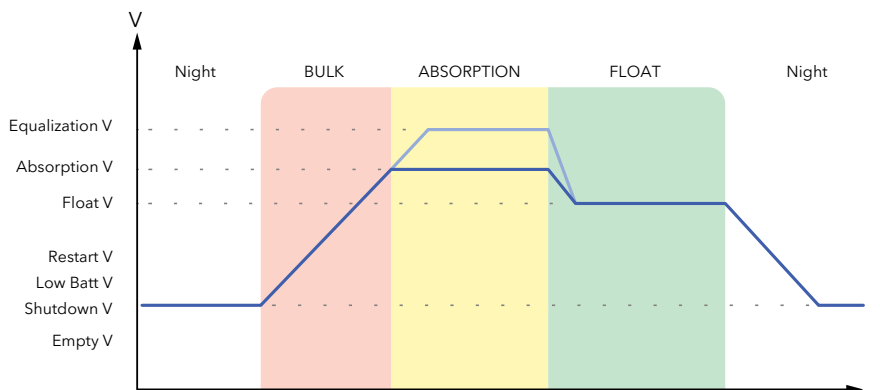 V
Night BULK ABSORPTION FLOAT Night
Equalization V
Absorption V
Float V
Restart V
Low Batt V
Shutdown V
Empty V